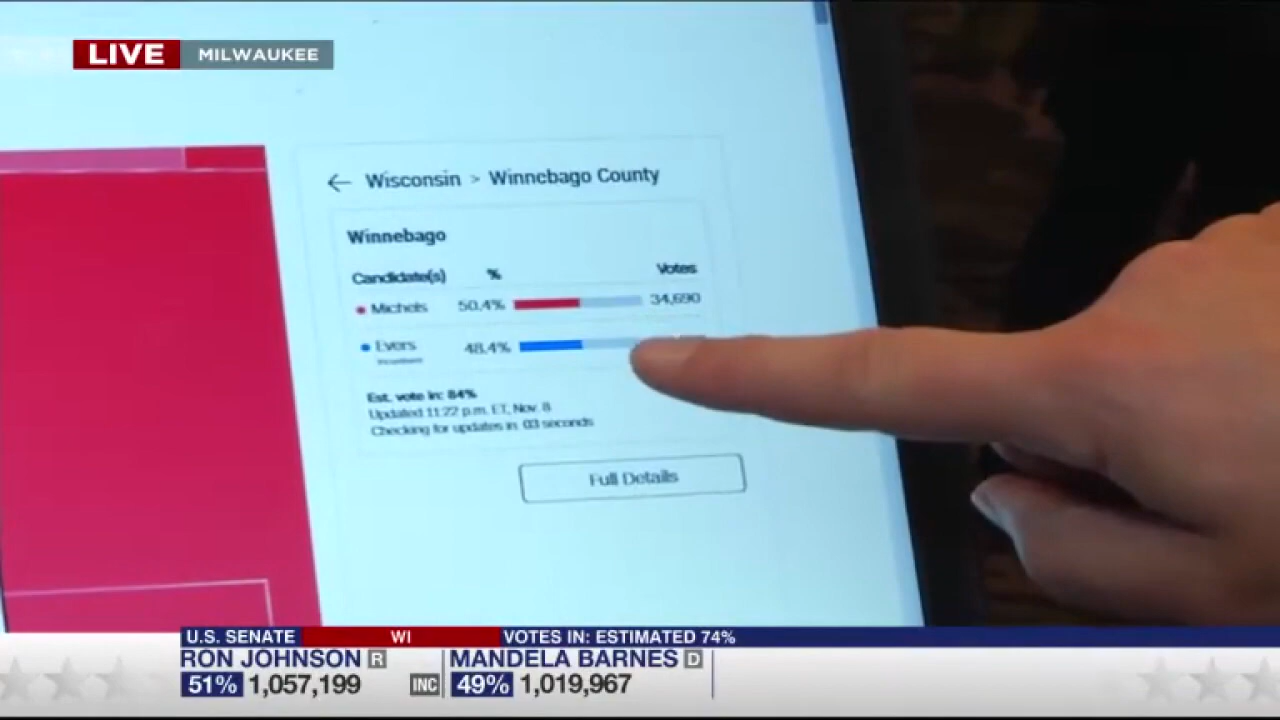 LIVE MILWAUKEE
← Wisconsin > Winnebago County
Winnebago
Candidate(s) % Votes
Michels 50.4% 34,690
Evers 48.4%
Est. vote in: 84%
Updated 11:22 p.m. ET, Nov. 8
Checking for updates in 03 seconds
Full Details
U.S. SENATE WI VOTES IN: ESTIMATED 74%
RON JOHNSON R MANDELA BARNES D
51% 1,057,199 INC 49% 1,019,967